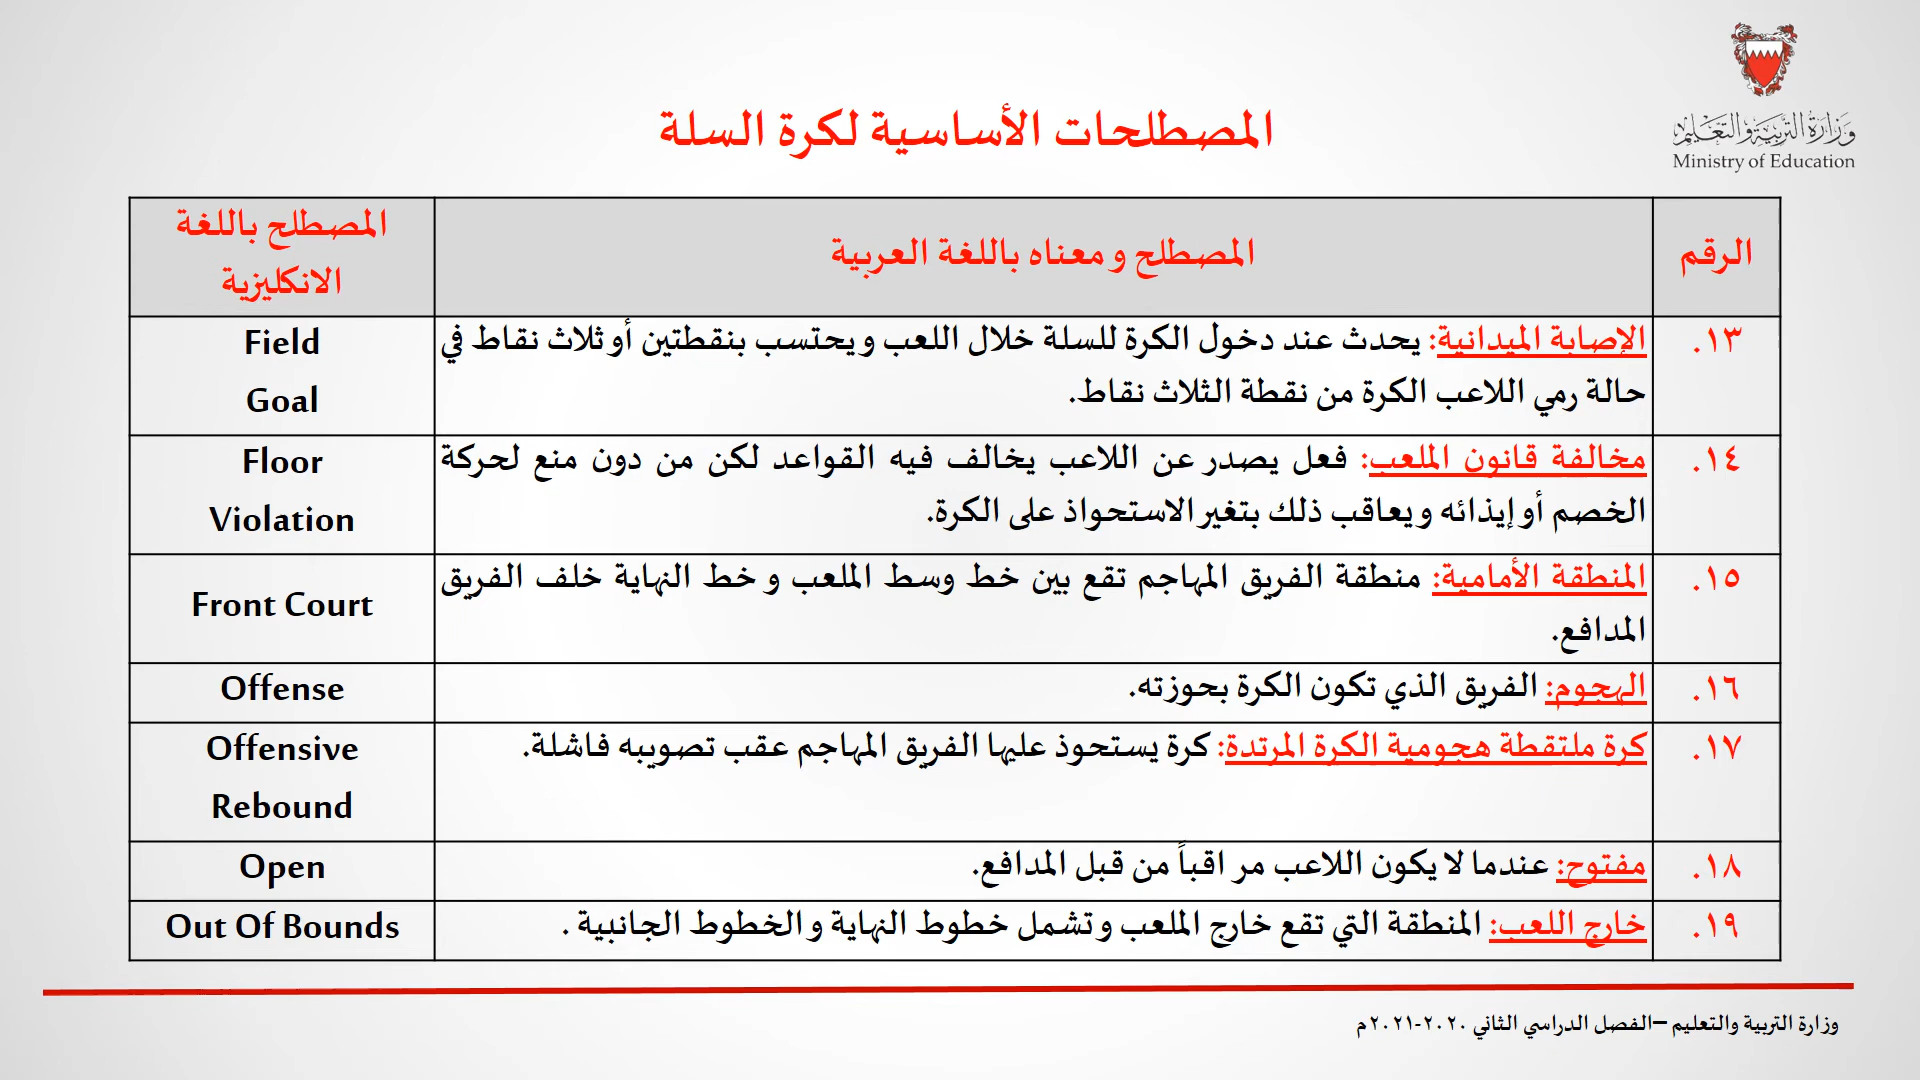 وزارة التربية والتعليم
Ministry of Education
المصطلحات الأساسية لكرة السلة
الرقم
المصطلح ومعناه باللغة العربية
المصطلح باللغة
الانكليزية
١٣.
الإصابة الميدانية: يحدث عند دخول الكرة للسلة خلال اللعب ويحتسب بنقطتين أو ثلاث نقاط في
حالة رمي اللاعب الكرة من نقطة الثلاث نقاط.
Field
Goal
١٤.
مخالفة قانون الملعب: فعل يصدر عن اللاعب يخالف فيه القواعد لكن من دون منع لحركة
الخصم أو إيذائه ويعاقب ذلك بتغير الاستحواذ على الكرة.
Floor
Violation
١٥.
المنطقة الأمامية: منطقة الفريق المهاجم تقع بين خط وسط الملعب وخط النهاية خلف الفريق
المدافع.
Front Court
١٦.
الهجوم: الفريق الذي تكون الكرة بحوزته.
Offense
١٧.
كرة ملتقطة هجومية الكرة المرتدة: كرة يستحوذ عليها الفريق المهاجم عقب تصويبه فاشلة.
Offensive
Rebound
١٨.
مفتوح: عندما لا يكون اللاعب مراقباً من قبل المدافع.
Open
١٩.
خارج اللعب: المنطقة التي تقع خارج الملعب وتشمل خطوط النهاية والخطوط الجانبية .
Out Of Bounds
وزارة التربية والتعليم –الفصل الدراسي الثاني ٢٠٢٠-٢٠٢١م